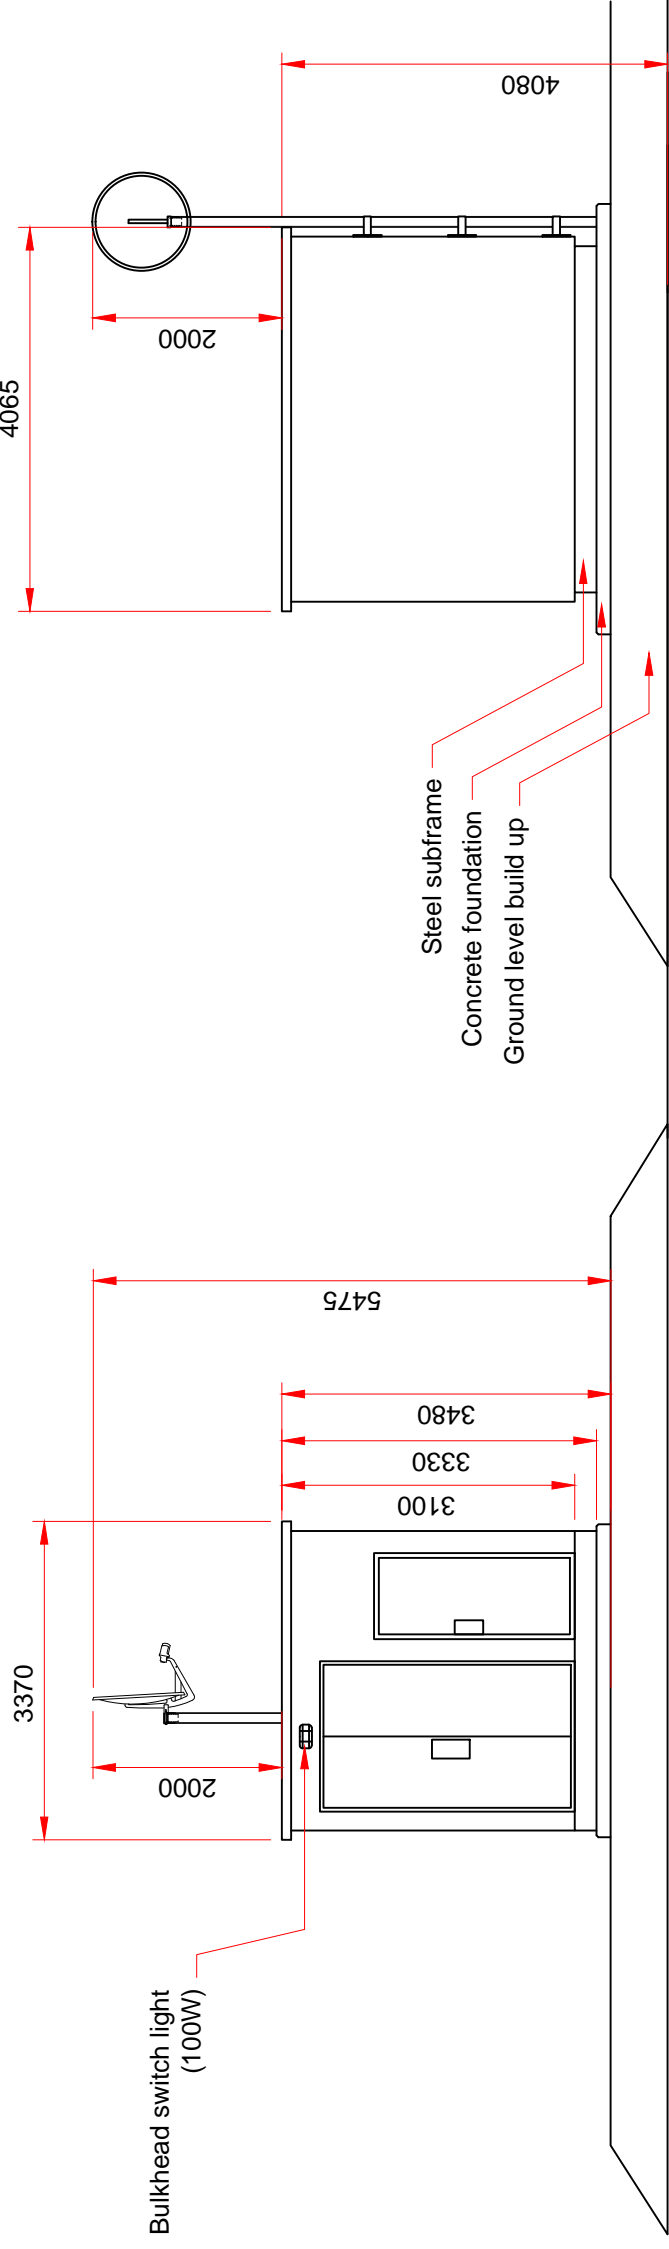 Bulkhead switch light
(100W)
3370
2000
3100
3330
3480
5475
Steel subframe
Concrete foundation
Ground level build up
4065
2000
4080